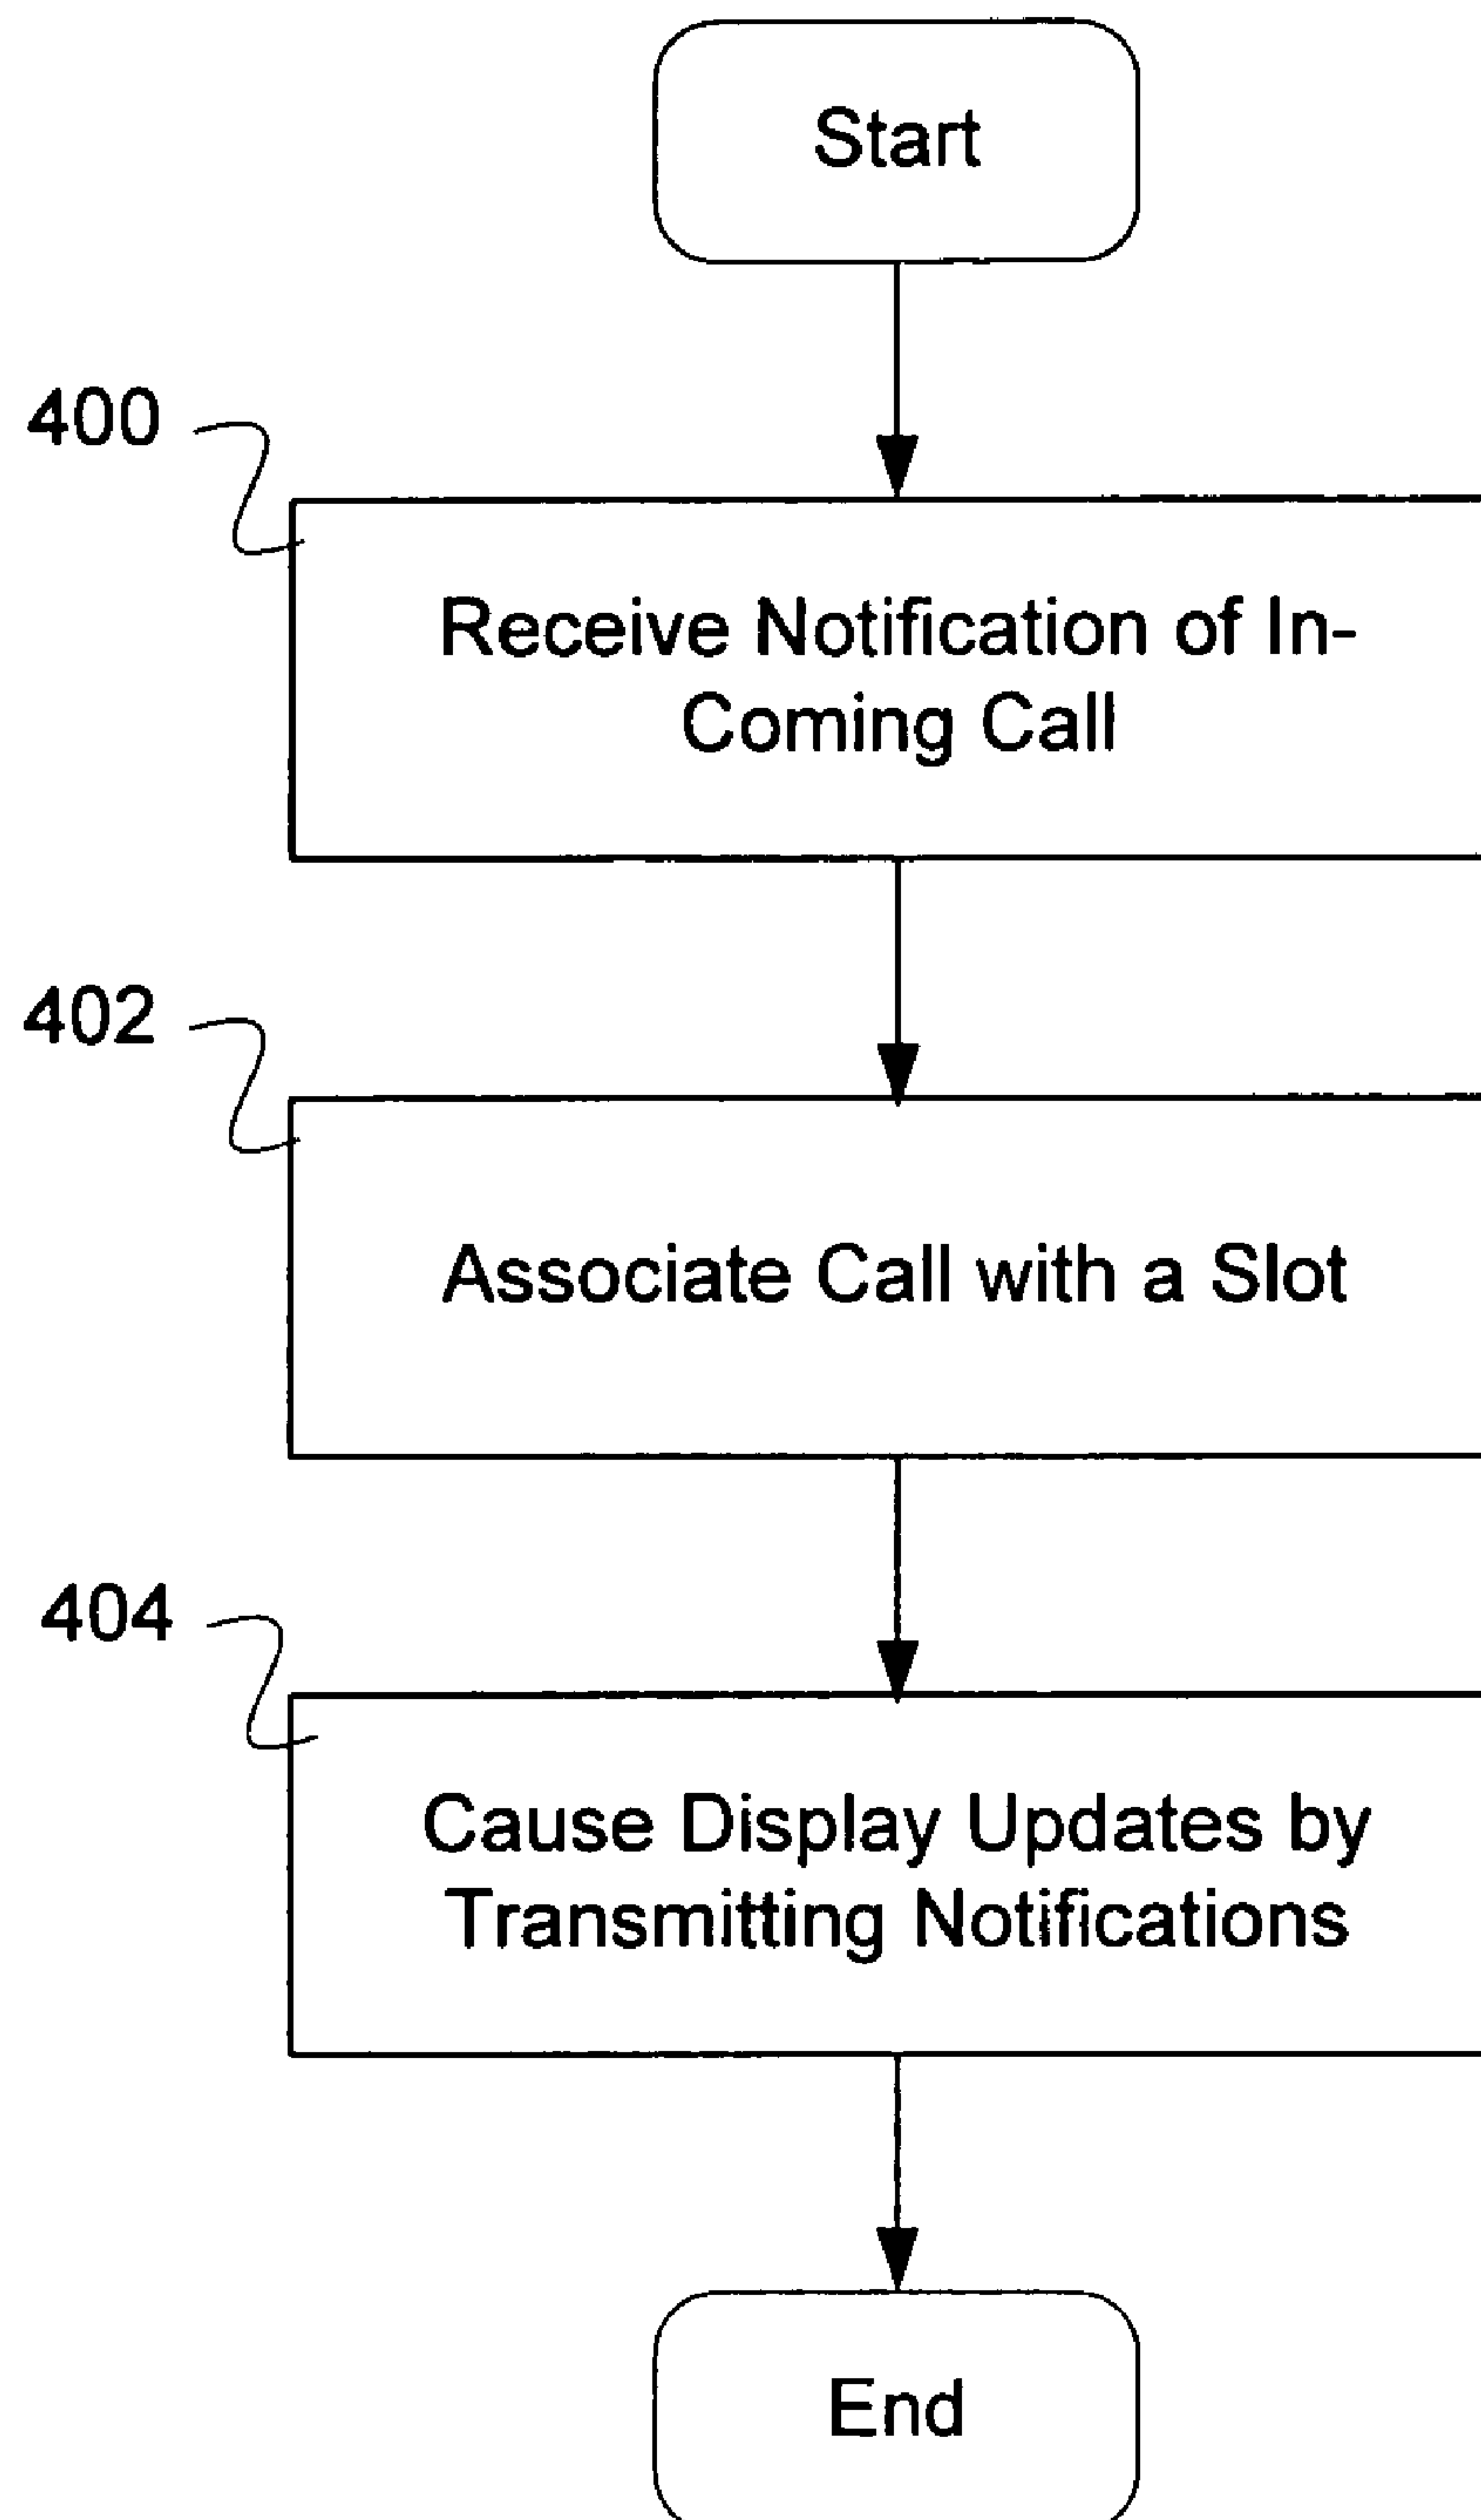 Start
400
Receive Notification of In-
Coming Call
402
Associate Call with a Slot
404
Cause Display Updates by
Transmitting Notifications
End